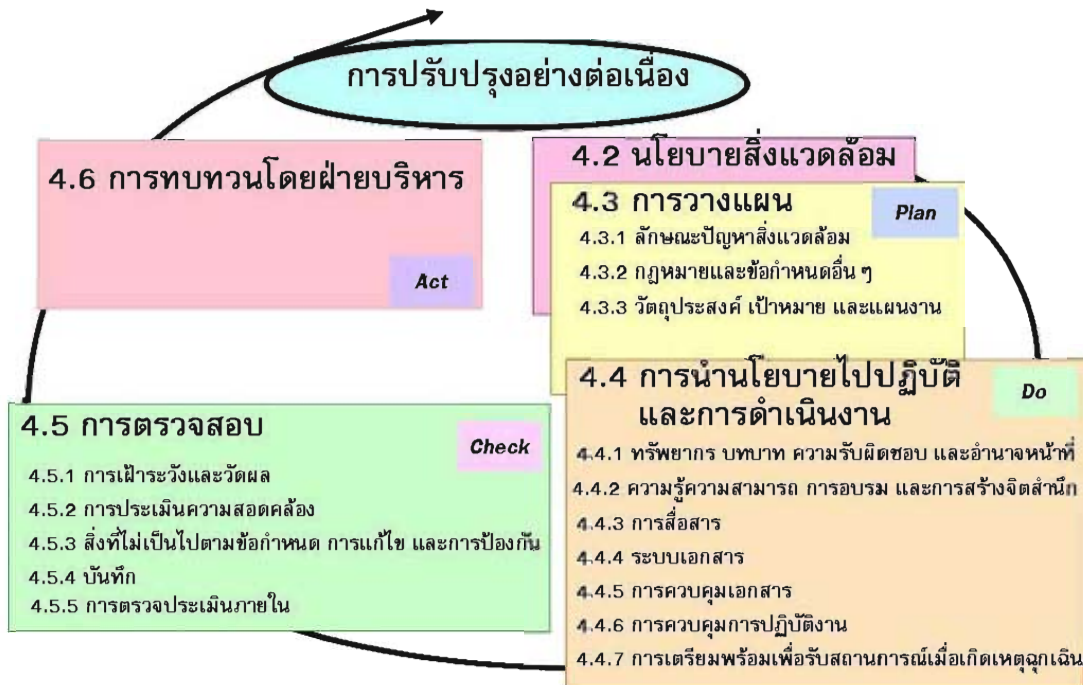 การปรับปรุงอย่างต่อเนื่อง
4.2 นโยบายสิ่งแวดล้อม
4.3 การวางแผน
Plan
4.3.1 ลักษณะปัญหาสิ่งแวดล้อม
4.3.2 กฎหมายและข้อกำหนดอื่น ๆ
4.3.3 วัตถุประสงค์ เป้าหมาย และแผนงาน
4.4 การนำนโยบายไปปฏิบัติ
และการดำเนินงาน
Do
4.4.1 ทรัพยากร บทบาท ความรับผิดชอบ และอำนาจหน้าที่
4.4.2 ความรู้ความสามารถ การอบรม และการสร้างจิตสำนึก
4.4.3 การสื่อสาร
4.4.4 ระบบเอกสาร
4.4.5 การควบคุมเอกสาร
4.4.6 การควบคุมการปฏิบัติงาน
4.4.7 การเตรียมพร้อมเพื่อรับสถานการณ์เมื่อเกิดเหตุฉุกเฉิน
4.5 การตรวจสอบ
Check
4.5.1 การเฝ้าระวังและวัดผล
4.5.2 การประเมินความสอดคล้อง
4.5.3 สิ่งที่ไม่เป็นไปตามข้อกำหนด การแก้ไข และการป้องกัน
4.5.4 บันทึก
4.5.5 การตรวจประเมินภายใน
4.6 การทบทวนโดยฝ่ายบริหาร
Act